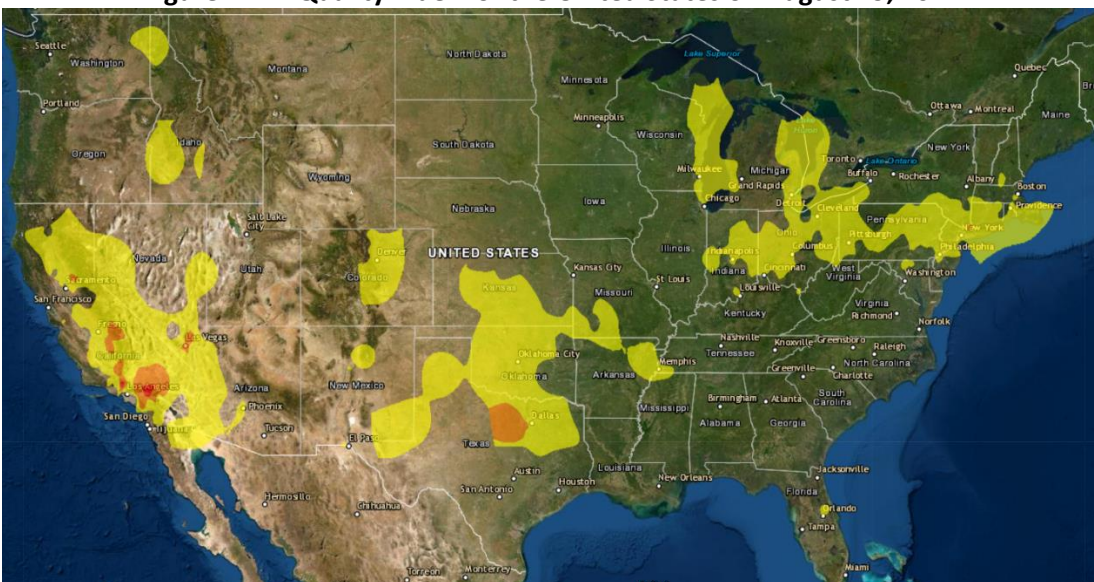 Seattle
Washington
Montana
North Dakota
Minnesota
Lake Superior
Quebec
Portland
Ottawa
Montreal
Maine
Minneapolis
Oregon
Idaho
South Dakota
Wisconsin
Huron
Toronto
Lake Ontario
New York
Wyoming
Milwaukee
Michigan
Buffalo
Rochester
Albany
Boston
Grand Rapids
Detroit
Providence
Chicago
Cleveland
Nebraska
Iowa
Salt Lake
City
Pennsylvania
New York
Nevada
Utah
Denver
UNITED STATES
Illinois
Indianapolis
Ohio
Columbus
Pittsburgh
Philadelphia
Sacramento
Colorado
Kansas City
St Louis
Indiana
Cincinnati
West
Virginia
Washington
San Francisco
Kansas
Missouri
Louisville
Kentucky
Virginia
Richmond
Norfolk
Fresno
California
Las Vegas
Nashville
Tennessee
Knoxville
Greensboro
Raleigh
Oklahoma City
Memphis
Greenville
North Carolina
Charlotte
Los Angeles
Arizona
New Mexico
Oklahoma
Arkansas
Phoenix
Birmingham
Atlanta
South
Carolina
San Diego
Tijuana
Tucson
Dallas
Mississippi
Alabama
Georgia
El Paso
Texas
Louisiana
Jacksonville
Austin
San Antonio
Houston
New Orleans
Florida
Hermosillo
Chihuahua
Orlando
Tampa
Torreon
Monterrey
Miami